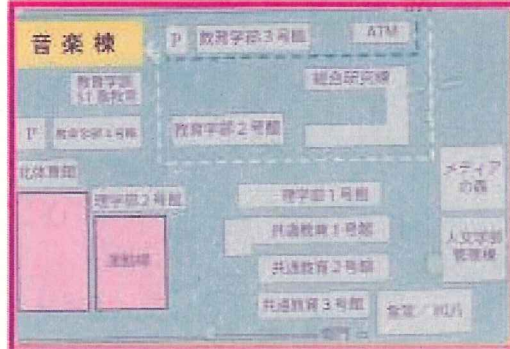 音楽棟
P
教育学部3号館
ATM
教育学部
総合研究棟
P
教育学部1号館
教育学部2号館
北体育館
理学部2号館
理学部1号館
メディア
の森
共通教育1号館
人文学部
管理棟
共通教育2号館
共通教育3号館